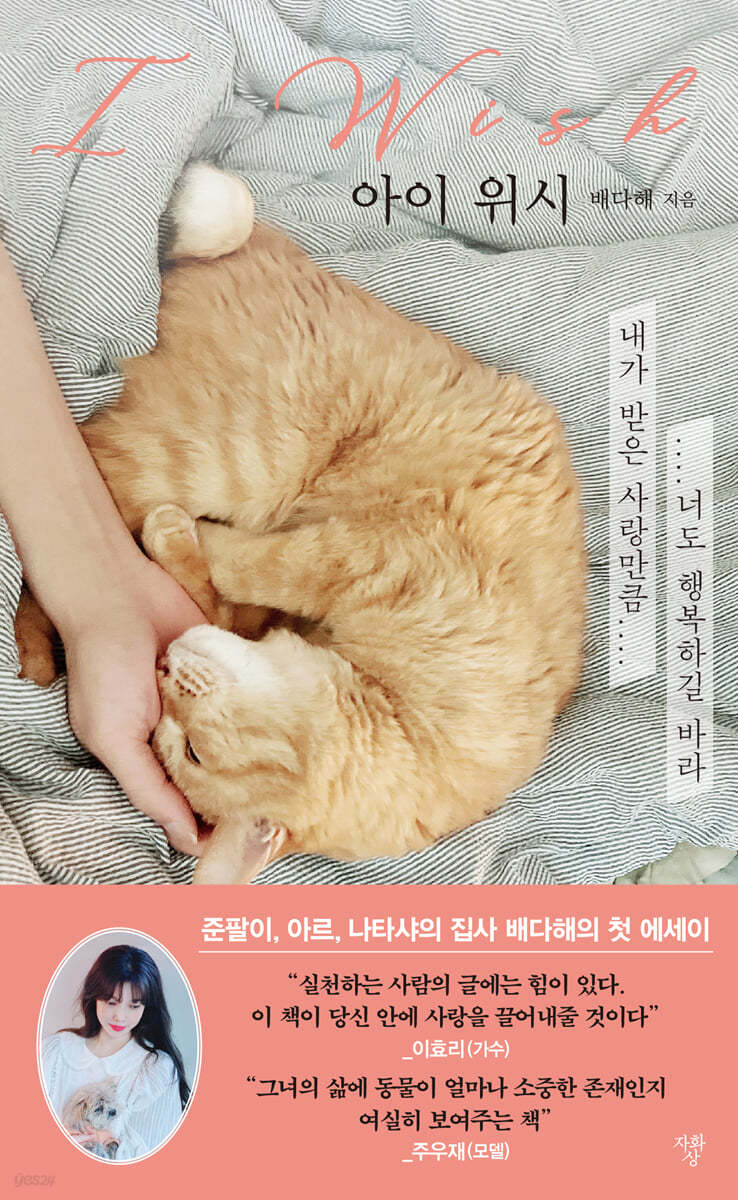 I Wish
아이 위시 배다해 지음
내가 받은 사랑만큼....
....너도 행복하길 바라
준팔이, 아르, 나타샤의 집사 배다해의 첫 에세이
“실천하는 사람의 글에는 힘이 있다.
이 책이 당신 안에 사랑을 끌어내줄 것이다”
_이효리(가수)
“그녀의 삶에 동물이 얼마나 소중한 존재인지
여실히 보여주는 책”
_주우재(모델)
자화상
yes24